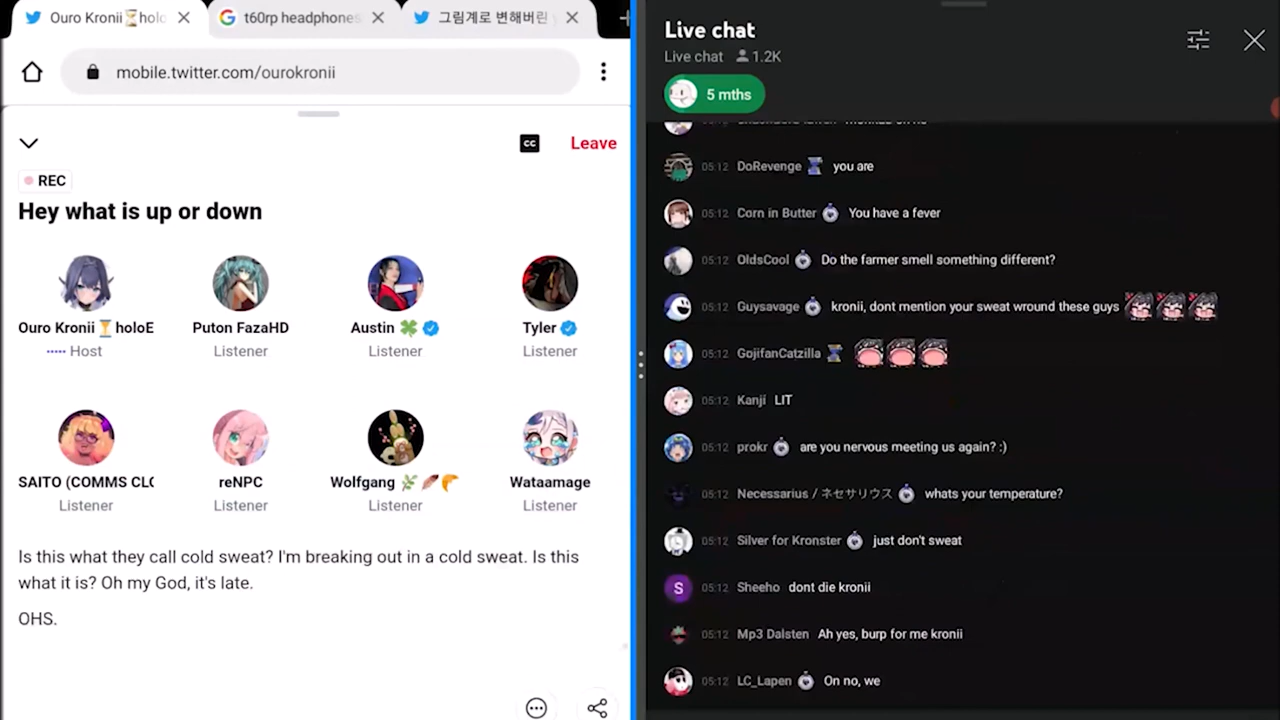 Ouro Kronii⏳holo
t60rp headphones
그림계로 변해버린
mobile.twitter.com/ourokronii
CC
Leave
REC
Hey what is up or down
Ouro Kronii⏳holoE
Host
Puton FazaHD
Listener
Austin 🍀
Listener
Tyler
Listener
SAITO (COMMS CLO
Listener
reNPC
Listener
Wolfgang 🌿🪶🥐
Listener
Wataamage
Listener
Is this what they call cold sweat? I'm breaking out in a cold sweat. Is this
what it is? Oh my God, it's late.
OHS.
Live chat
Live chat 1.2K
5 mths
05:12 DoRevenge you are
05:12 Corn in Butter You have a fever
05:12 OldsCool Do the farmer smell something different?
05:12 Guysavage kronii, dont mention your sweat wround these guys
05:12 GojifanCatzilla
05:12 Kanji LIT
05:12 prokr are you nervous meeting us again? :)
05:12 Necessarius / ネセサリウス whats your temperature?
05:12 Silver for Kronster just don't sweat
S
05:12 Sheeho dont die kronii
05:12 Mp3 Dalsten Ah yes, burp for me kronii
05:12 LC_Lapen On no, we